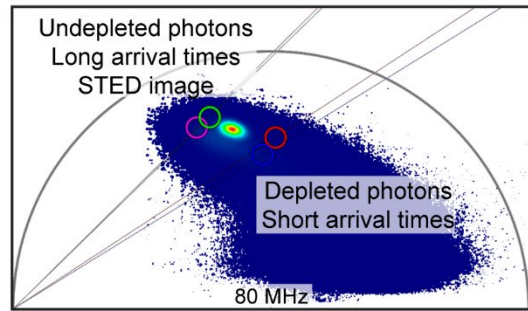 Undepleted photons
Long arrival times
STED image
Depleted photons
Short arrival times
80 MHz